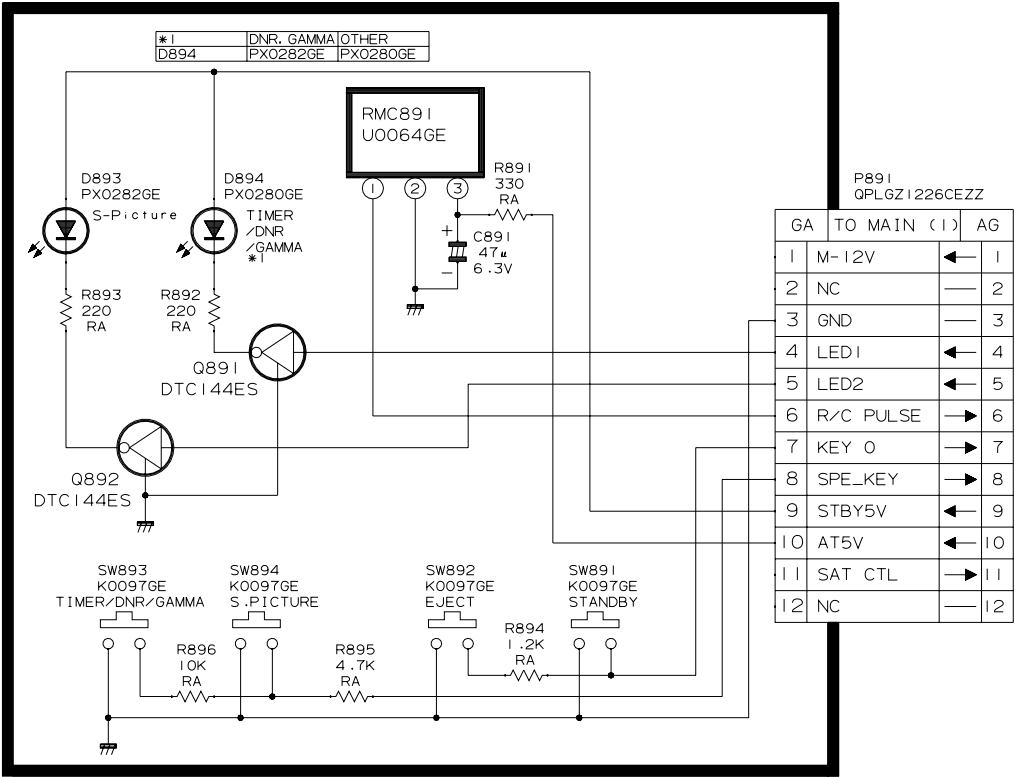 *1 DNR. GAMMA OTHER
D894 PX0282GE PX0280GE
RMC891
U0064GE
1 2 3
R891
330
RA
+
C891
47u
6.3V
-
D893
PX0282GE
S-Picture
D894
PX0280GE
TIMER
/DNR
/GAMMA
*1
R893
220
RA
R892
220
RA
Q891
DTC144ES
Q892
DTC144ES
P891
QPLGZ1226CEZZ
GA TO MAIN (1) AG
1 M-12V 1
2 NC 2
3 GND 3
4 LED1 4
5 LED2 5
6 R/C PULSE 6
7 KEY 0 7
8 SPE_KEY 8
9 STBY5V 9
10 AT5V 10
11 SAT CTL 11
12 NC 12
SW893
K0097GE
TIMER/DNR/GAMMA
SW894
K0097GE
S.PICTURE
SW892
K0097GE
EJECT
SW891
K0097GE
STANDBY
R896
10K
RA
R895
4.7K
RA
R894
1.2K
RA